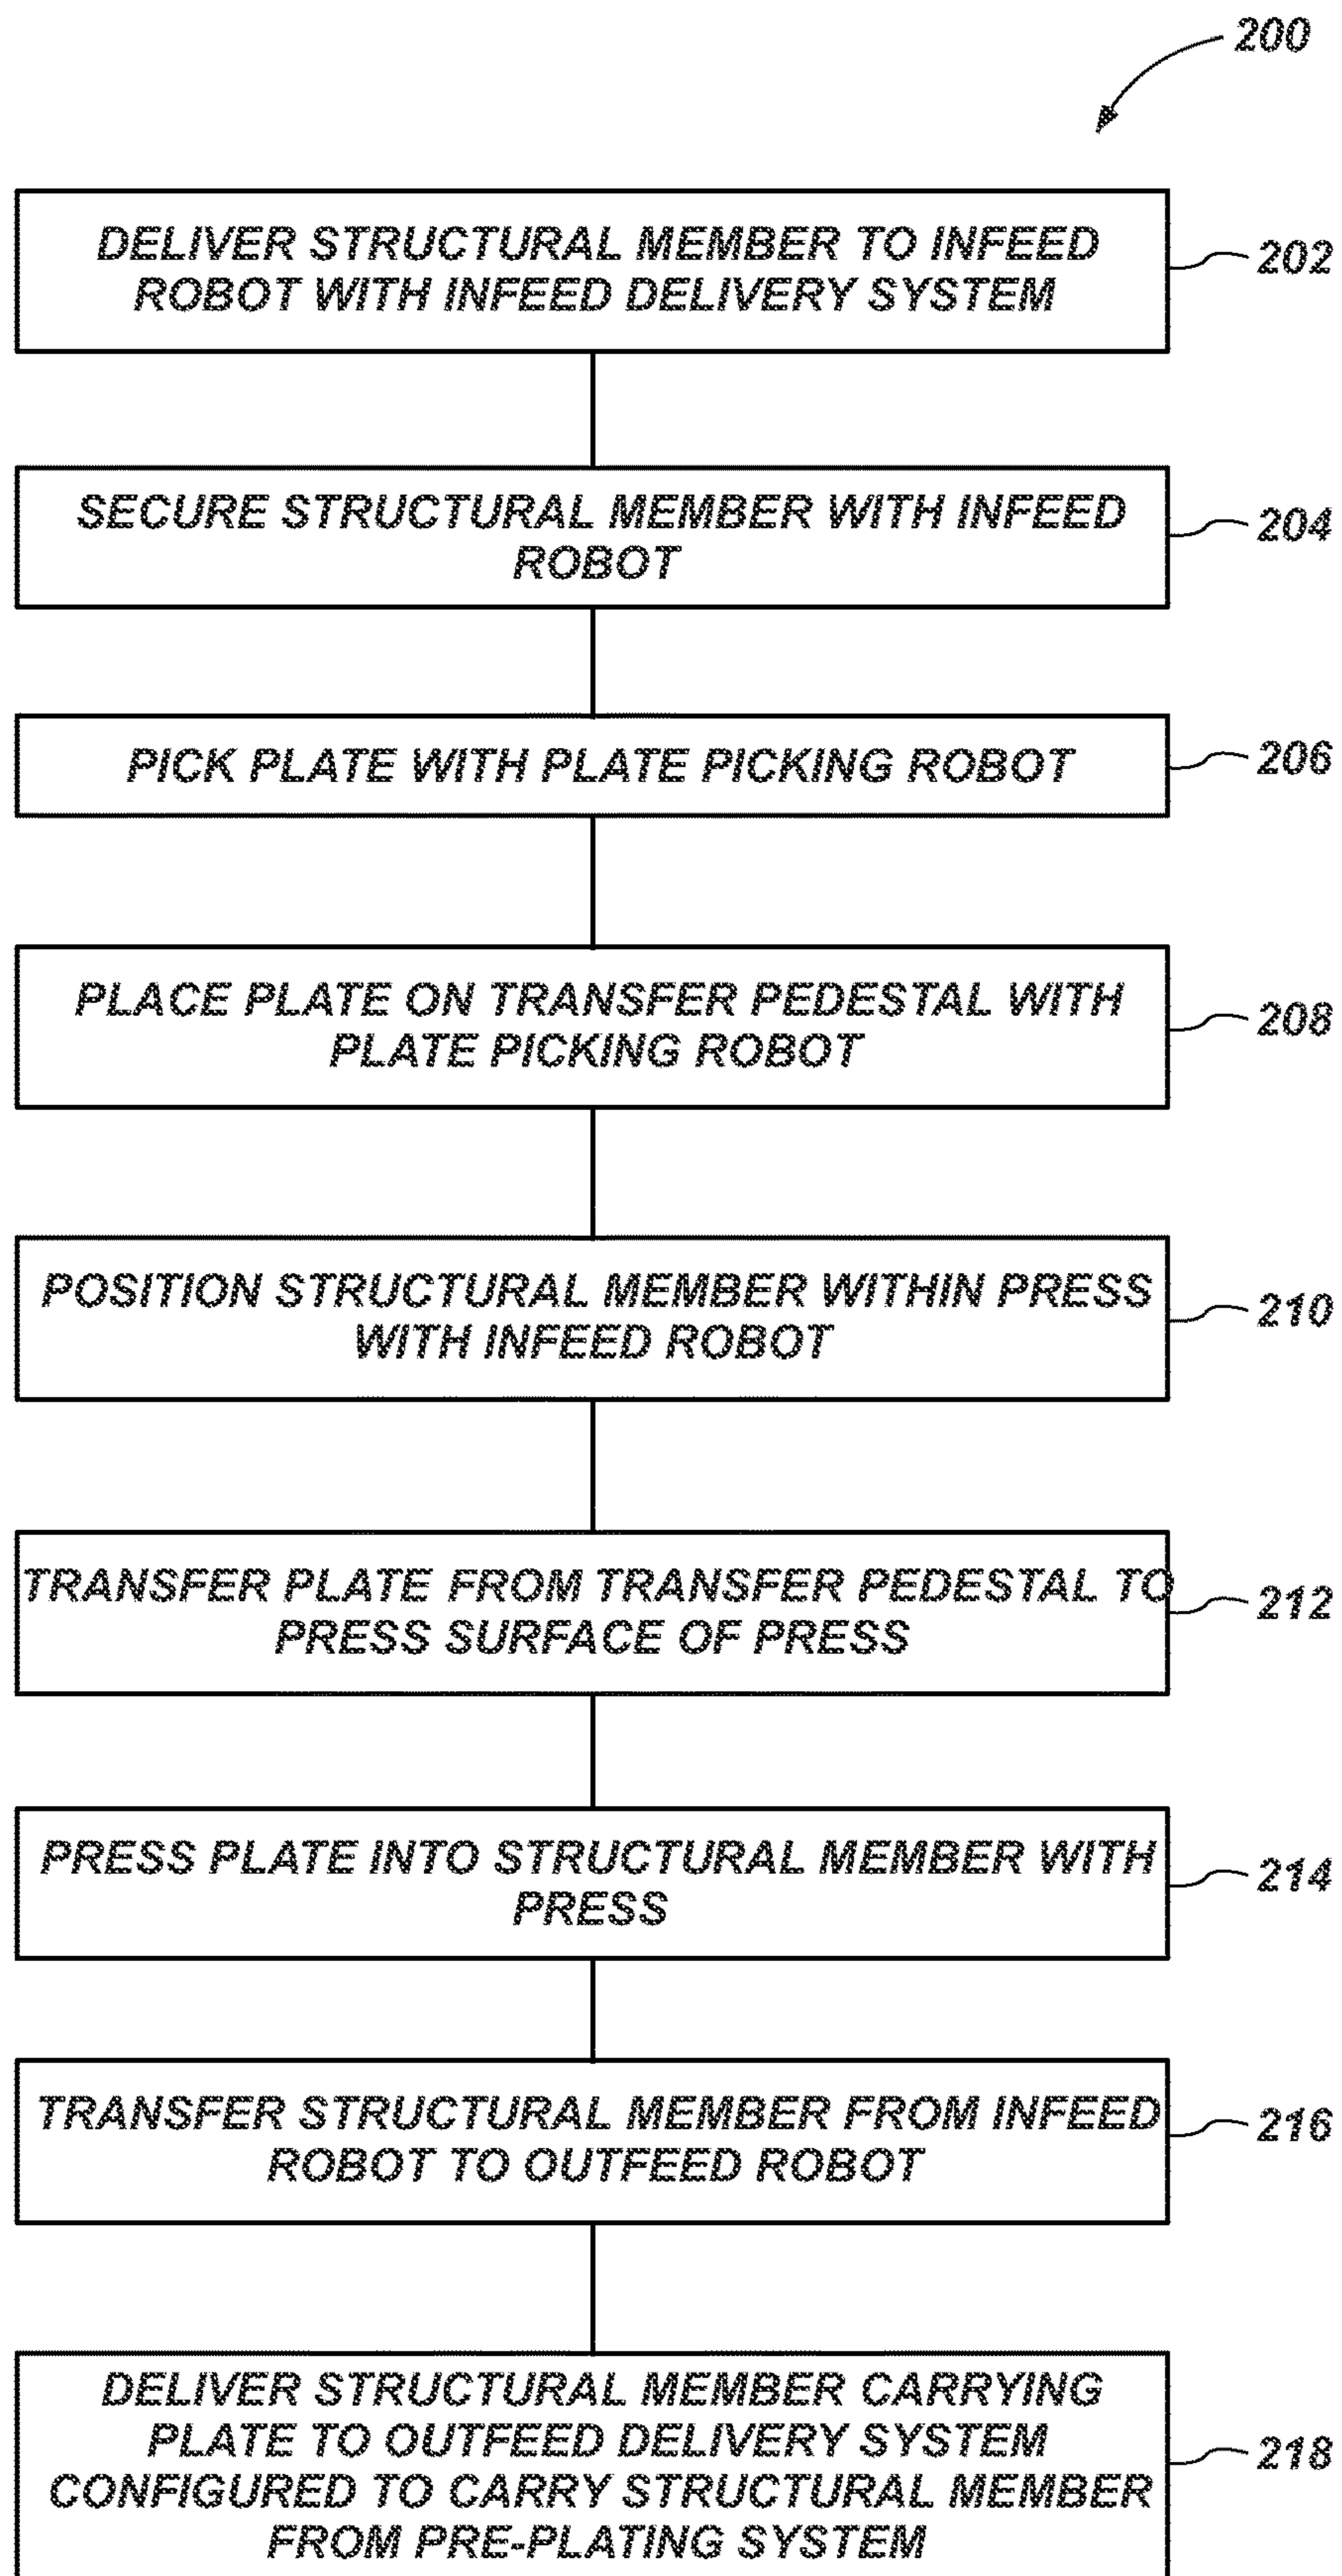 200
DELIVER STRUCTURAL MEMBER TO INFEED
ROBOT WITH INFEED DELIVERY SYSTEM
202
SECURE STRUCTURAL MEMBER WITH INFEED
ROBOT
204
PICK PLATE WITH PLATE PICKING ROBOT
206
PLACE PLATE ON TRANSFER PEDESTAL WITH
PLATE PICKING ROBOT
208
POSITION STRUCTURAL MEMBER WITHIN PRESS
WITH INFEED ROBOT
210
TRANSFER PLATE FROM TRANSFER PEDESTAL TO
PRESS SURFACE OF PRESS
212
PRESS PLATE INTO STRUCTURAL MEMBER WITH
PRESS
214
TRANSFER STRUCTURAL MEMBER FROM INFEED
ROBOT TO OUTFEED ROBOT
216
DELIVER STRUCTURAL MEMBER CARRYING
PLATE TO OUTFEED DELIVERY SYSTEM
CONFIGURED TO CARRY STRUCTURAL MEMBER
FROM PRE-PLATING SYSTEM
218